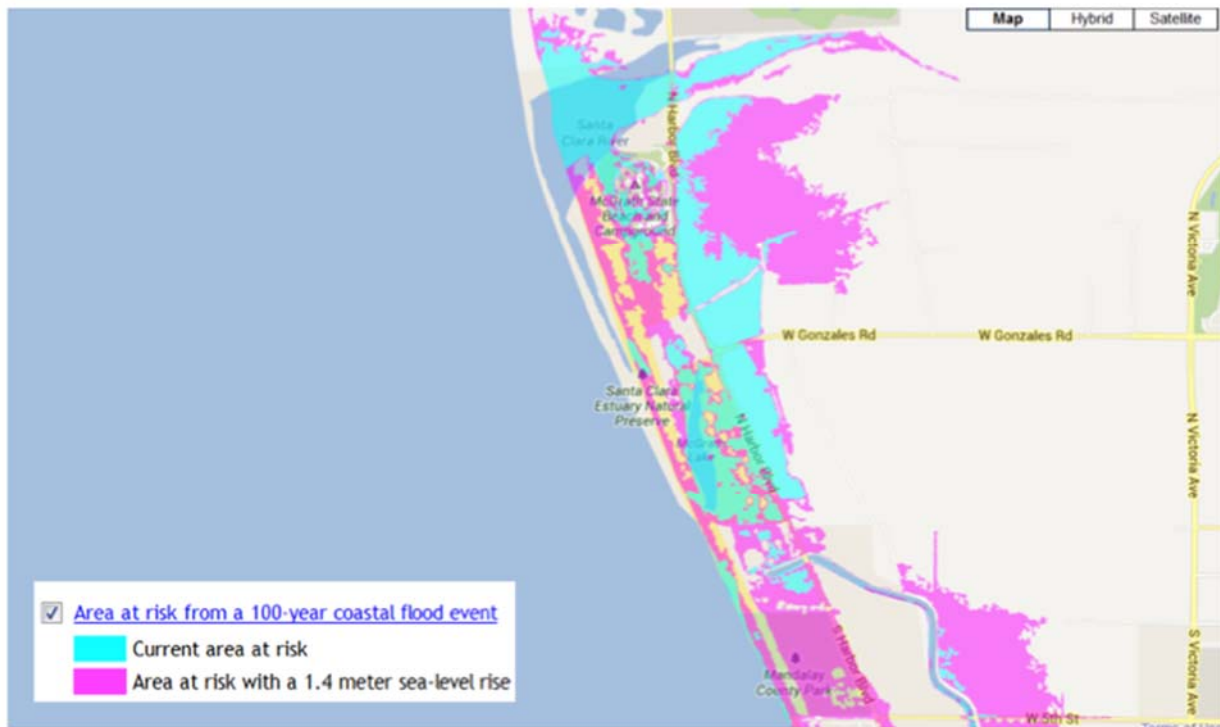 Map
Hybrid
Satellite
N Harbor Blvd
Santa
Clara River
McGrath State
Beach and
Campground
N Victoria Ave
W Gonzales Rd
W Gonzales Rd
Santa Clara
Estuary Natural
Preserve
N Harbor Blvd
McGrath
Lake
N Victoria Ave
Area at risk from a 100-year coastal flood event
Current area at risk
Area at risk with a 1.4 meter sea-level rise
S Harbor Blvd
Mandalay
County Park
S Victoria Ave
W 5th St
Terms of